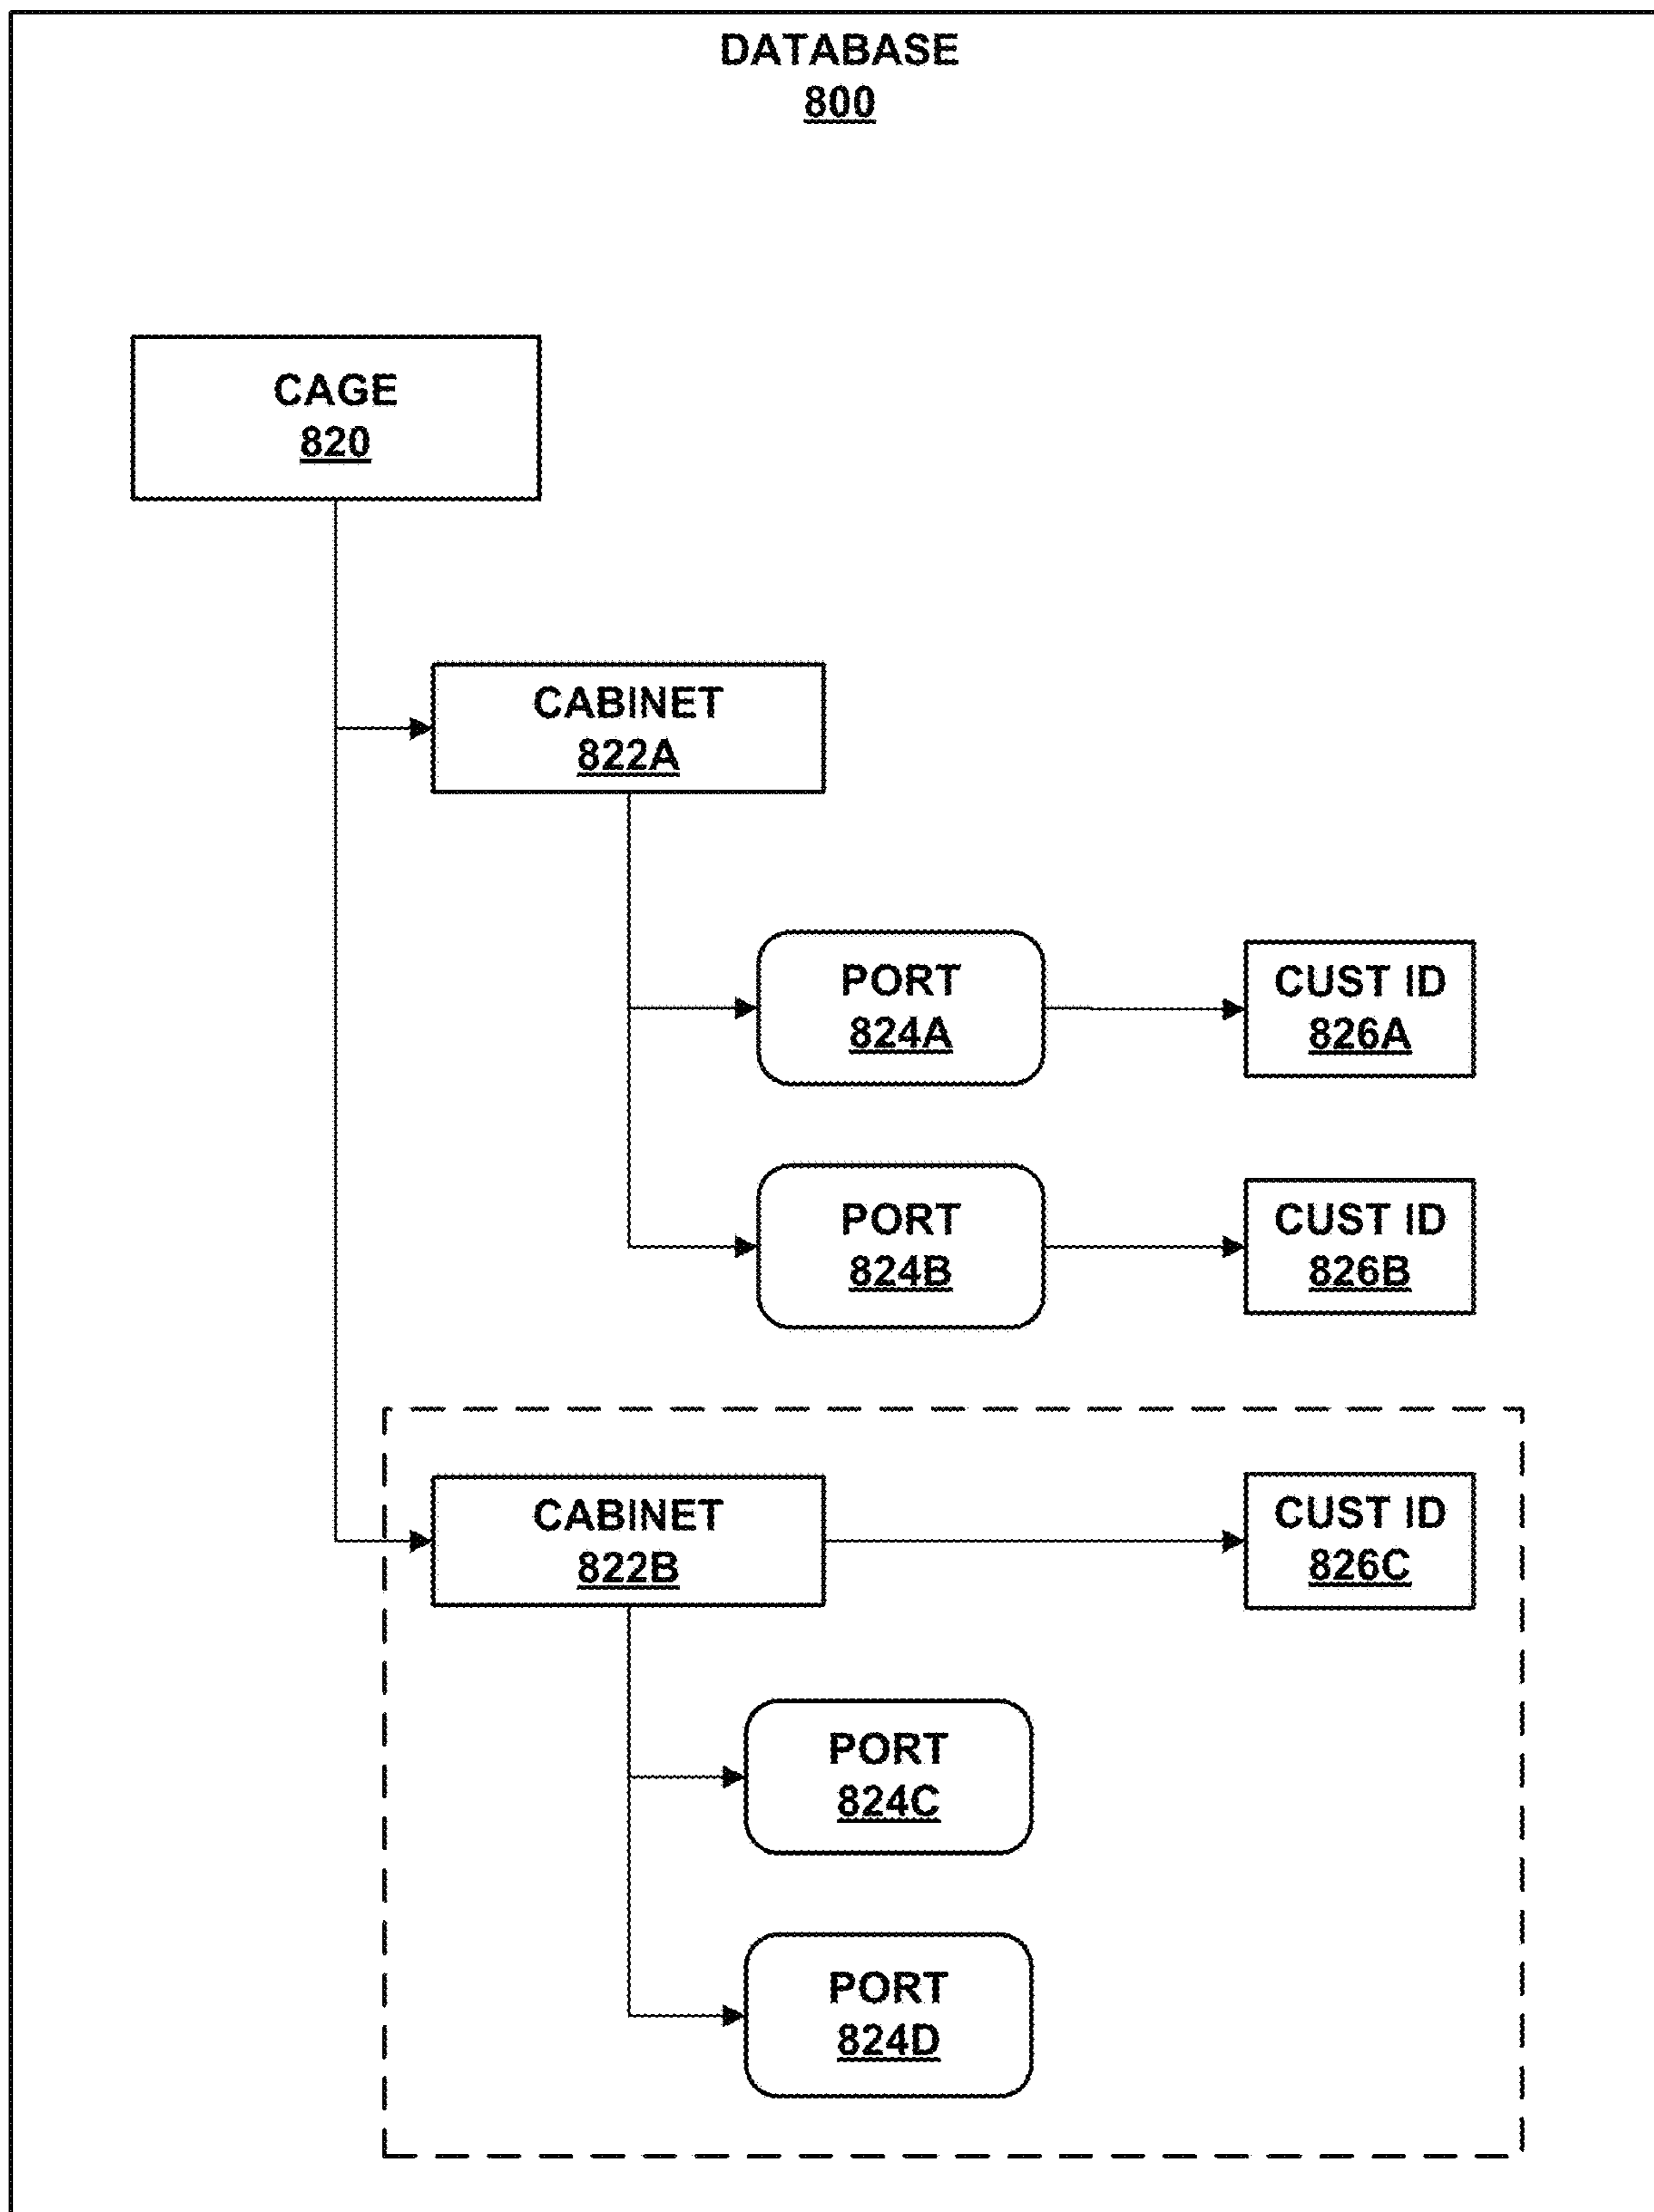 DATABASE
800
CAGE
820
CABINET
822A
PORT
824A
CUST ID
826A
PORT
824B
CUST ID
826B
CABINET
822B
CUST ID
826C
PORT
824C
PORT
824D